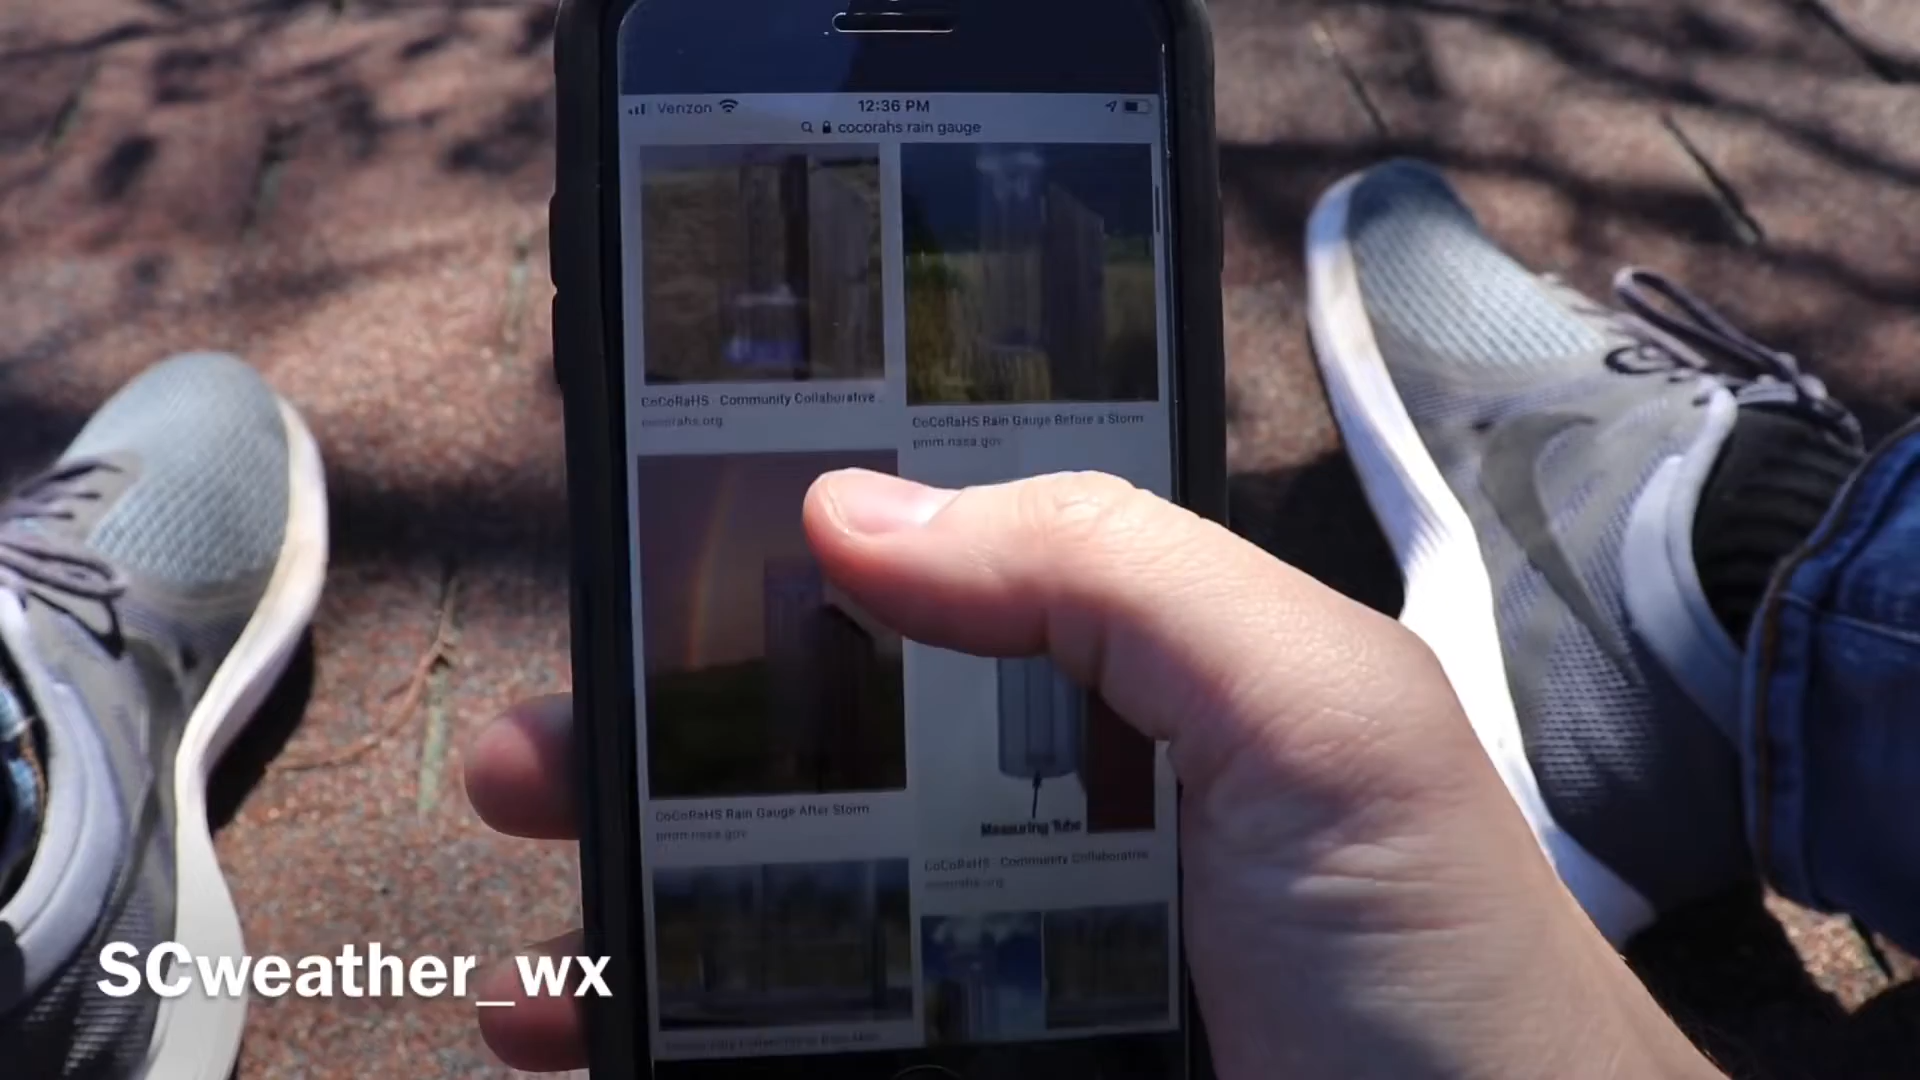 Verizon 12:36 PM
cocorahs rain gauge
CoCoRaHS - Community Collaborative ...
cocorahs.org
CoCoRaHS Rain Gauge Before a Storm
pmm.nasa.gov
CoCoRaHS Rain Gauge After Storm
pmm.nasa.gov
Measuring Tube
CoCoRaHS - Community Collaborative
cocorahs.org
SCweather_wx